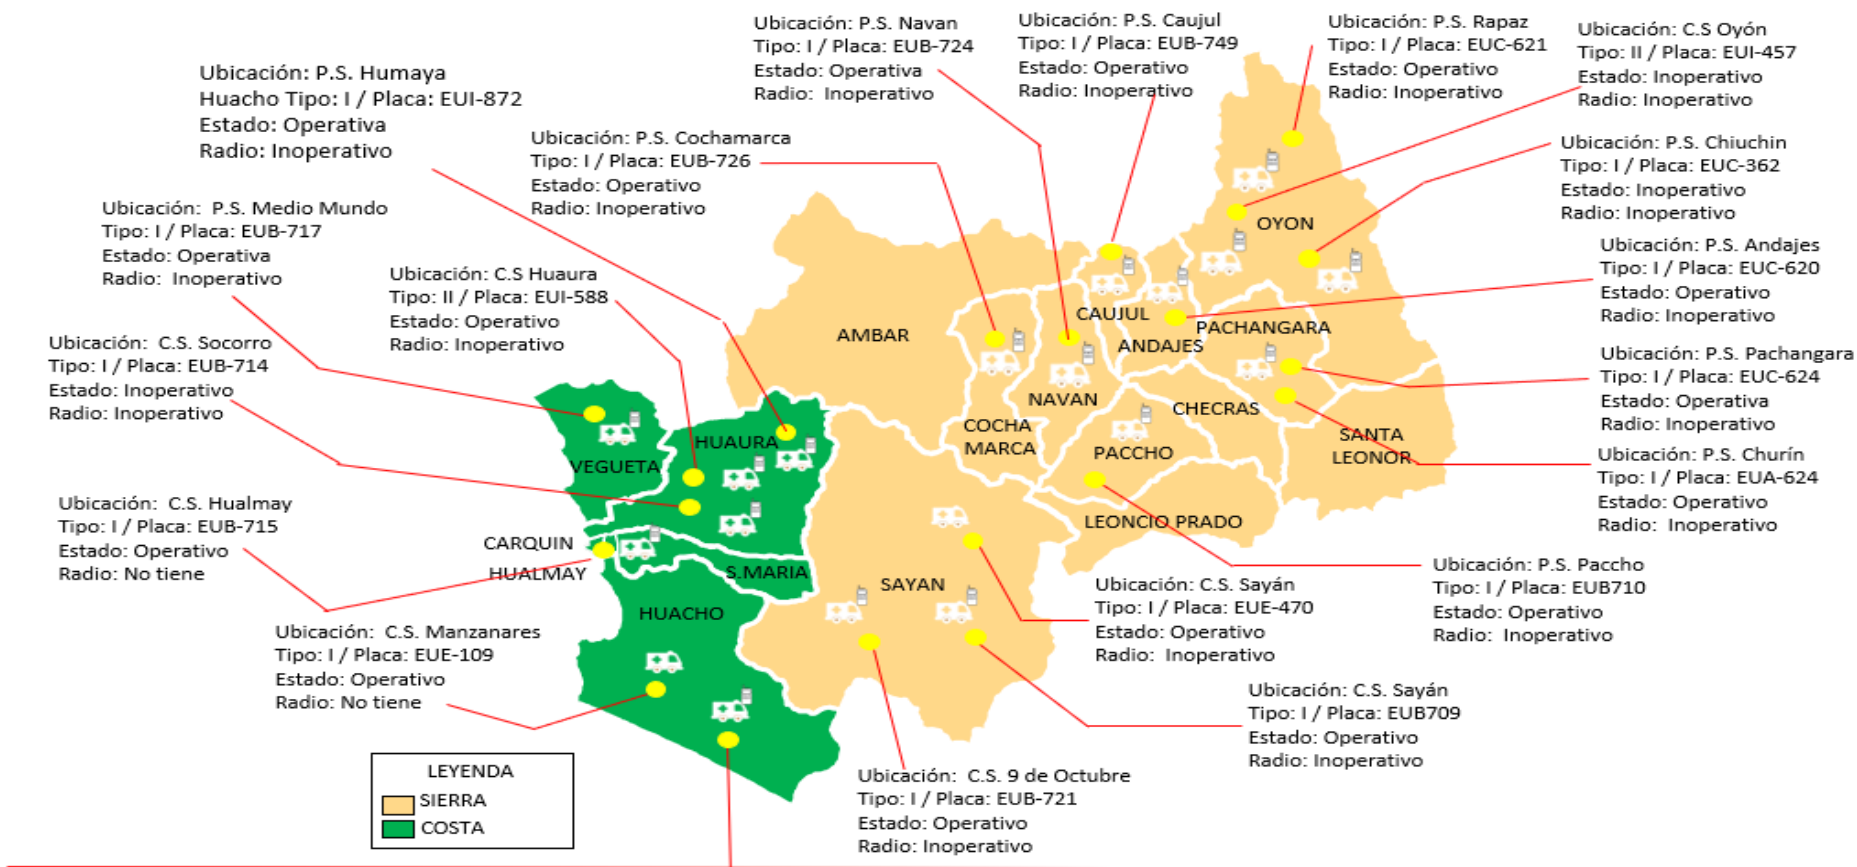 Ubicación: P.S. Humaya
Huacho Tipo: I / Placa: EUI-872
Estado: Operativa
Radio: Inoperativo
Ubicación: P.S. Navan
Tipo: I / Placa: EUB-724
Estado: Operativa
Radio: Inoperativo
Ubicación: P.S. Caujul
Tipo: I / Placa: EUB-749
Estado: Operativo
Radio: Inoperativo
Ubicación: P.S. Rapaz
Tipo: I / Placa: EUC-621
Estado: Operativo
Radio: Inoperativo
Ubicación: C.S Oyón
Tipo: II / Placa: EUI-457
Estado: Inoperativo
Radio: Inoperativo
Ubicación: P.S. Cochamarca
Tipo: I / Placa: EUB-726
Estado: Operativo
Radio: Inoperativo
Ubicación: P.S. Chiuchin
Tipo: I / Placa: EUC-362
Estado: Inoperativo
Radio: Inoperativo
Ubicación: P.S. Medio Mundo
Tipo: I / Placa: EUB-717
Estado: Operativa
Radio: Inoperativo
Ubicación: C.S Huaura
Tipo: II / Placa: EUI-588
Estado: Operativo
Radio: Inoperativo
Ubicación: P.S. Andajes
Tipo: I / Placa: EUC-620
Estado: Operativo
Radio: Inoperativo
Ubicación: C.S. Socorro
Tipo: I / Placa: EUB-714
Estado: Inoperativo
Radio: Inoperativo
Ubicación: P.S. Pachangara
Tipo: I / Placa: EUC-624
Estado: Operativa
Radio: Inoperativo
Ubicación: P.S. Churín
Tipo: I / Placa: EUA-624
Estado: Operativo
Radio: Inoperativo
OYON
CAUJUL
PACHANGARA
AMBAR
ANDAJES
NAVAN
CHECRAS
COCHA
MARCA
SANTA
LEONOR
PACCHO
HUAURA
VEGUETA
LEONCIO PRADO
CARQUIN
HUALMAY
S.MARIA
SAYAN
HUACHO
Ubicación: C.S. Hualmay
Tipo: I / Placa: EUB-715
Estado: Operativo
Radio: No tiene
Ubicación: C.S. Manzanares
Tipo: I / Placa: EUE-109
Estado: Operativo
Radio: No tiene
Ubicación: C.S. Sayán
Tipo: I / Placa: EUE-470
Estado: Operativo
Radio: Inoperativo
Ubicación: P.S. Paccho
Tipo: I / Placa: EUB710
Estado: Operativo
Radio: Inoperativo
Ubicación: C.S. Sayán
Tipo: I / Placa: EUB709
Estado: Operativo
Radio: Inoperativo
Ubicación: C.S. 9 de Octubre
Tipo: I / Placa: EUB-721
Estado: Operativo
Radio: Inoperativo
LEYENDA
SIERRA
COSTA